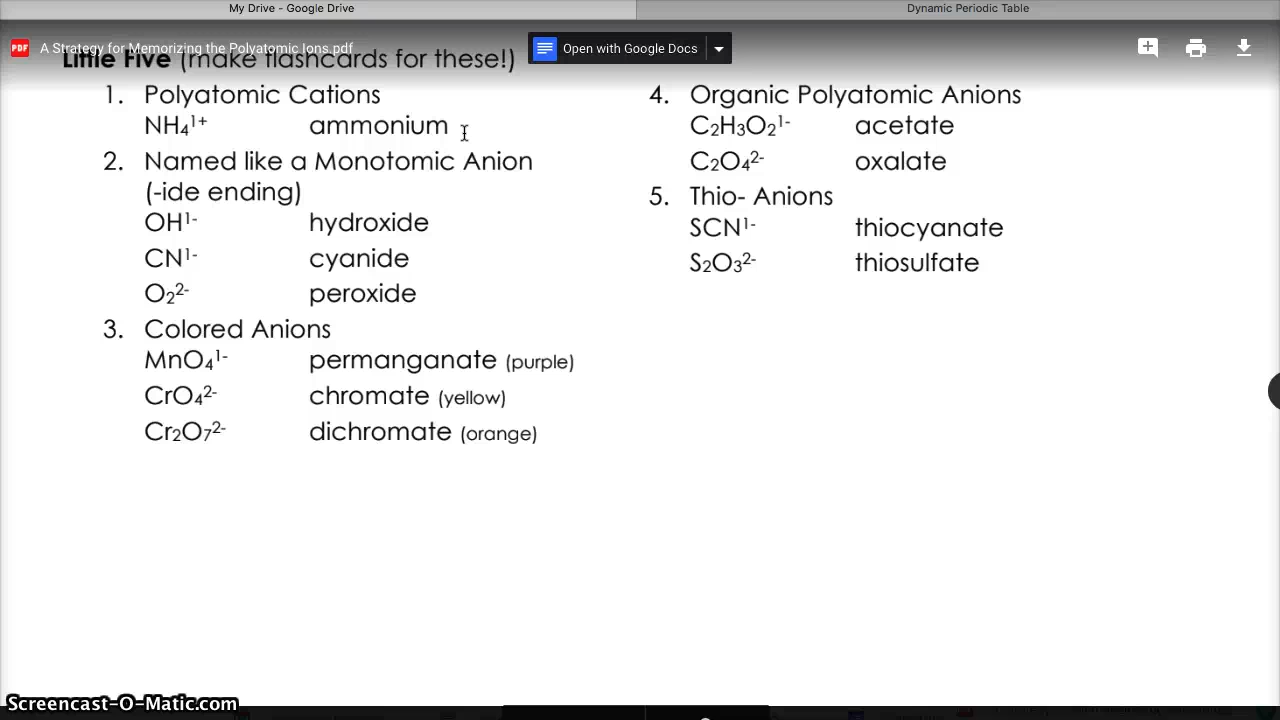 My Drive - Google Drive
Dynamic Periodic Table
PDF
A Strategy for Memorizing the Polyatomic Ions.pdf
Open with Google Docs
Little Five (make flashcards for these!)
1. Polyatomic Cations
NH₄¹⁺ ammonium
2. Named like a Monotomic Anion
(-ide ending)
OH¹⁻ hydroxide
CN¹⁻ cyanide
O₂²⁻ peroxide
3. Colored Anions
MnO₄¹⁻ permanganate (purple)
CrO₄²⁻ chromate (yellow)
Cr₂O₇²⁻ dichromate (orange)
4. Organic Polyatomic Anions
C₂H₃O₂¹⁻ acetate
C₂O₄²⁻ oxalate
5. Thio- Anions
SCN¹⁻ thiocyanate
S₂O₃²⁻ thiosulfate
Screencast-O-Matic.com